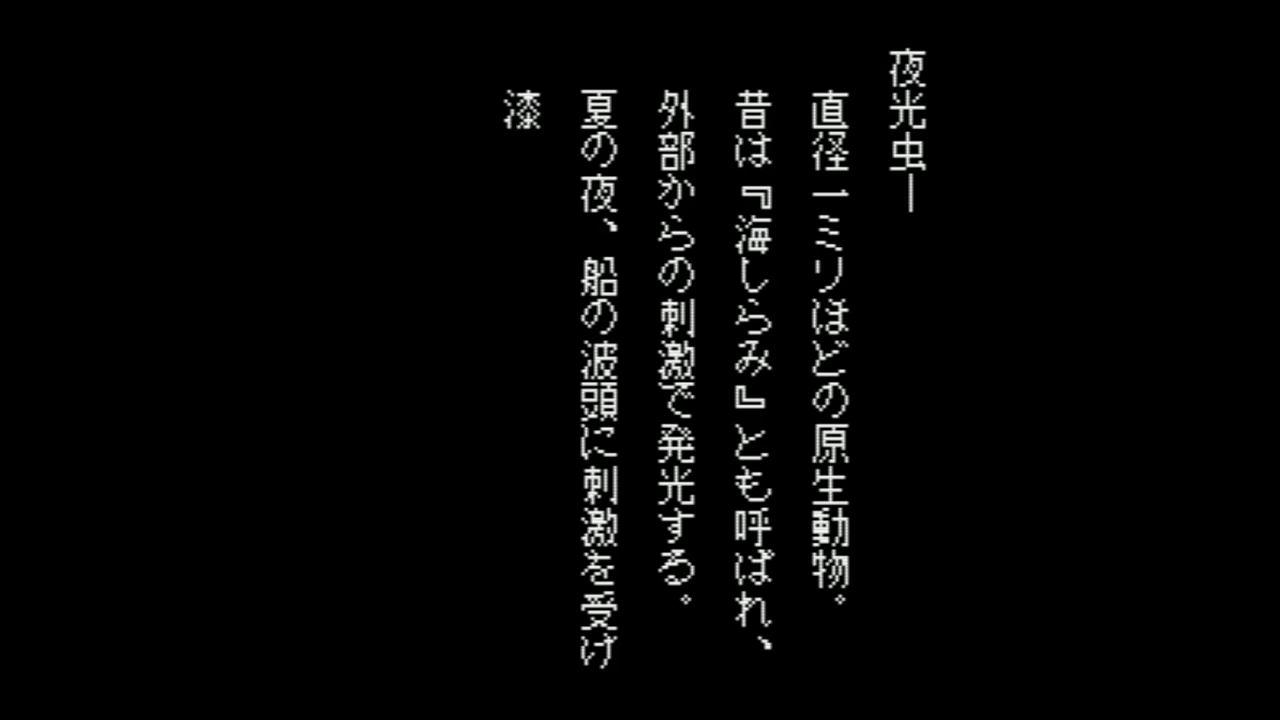 夜光虫―
直径一ミリほどの原生動物。
昔は『海しらみ』とも呼ばれ、
外部からの刺激で発光する。
夏の夜、船の波頭に刺激を受け
漆